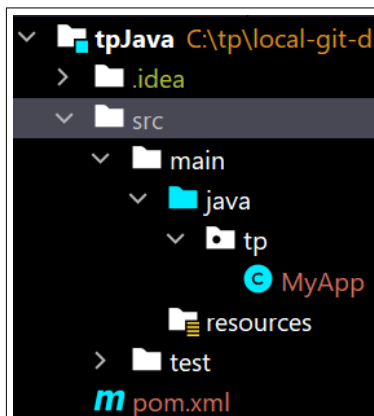 tpJava C:\tp\local-git-d
.idea
src
main
java
tp
C MyApp
resources
test
m pom.xml